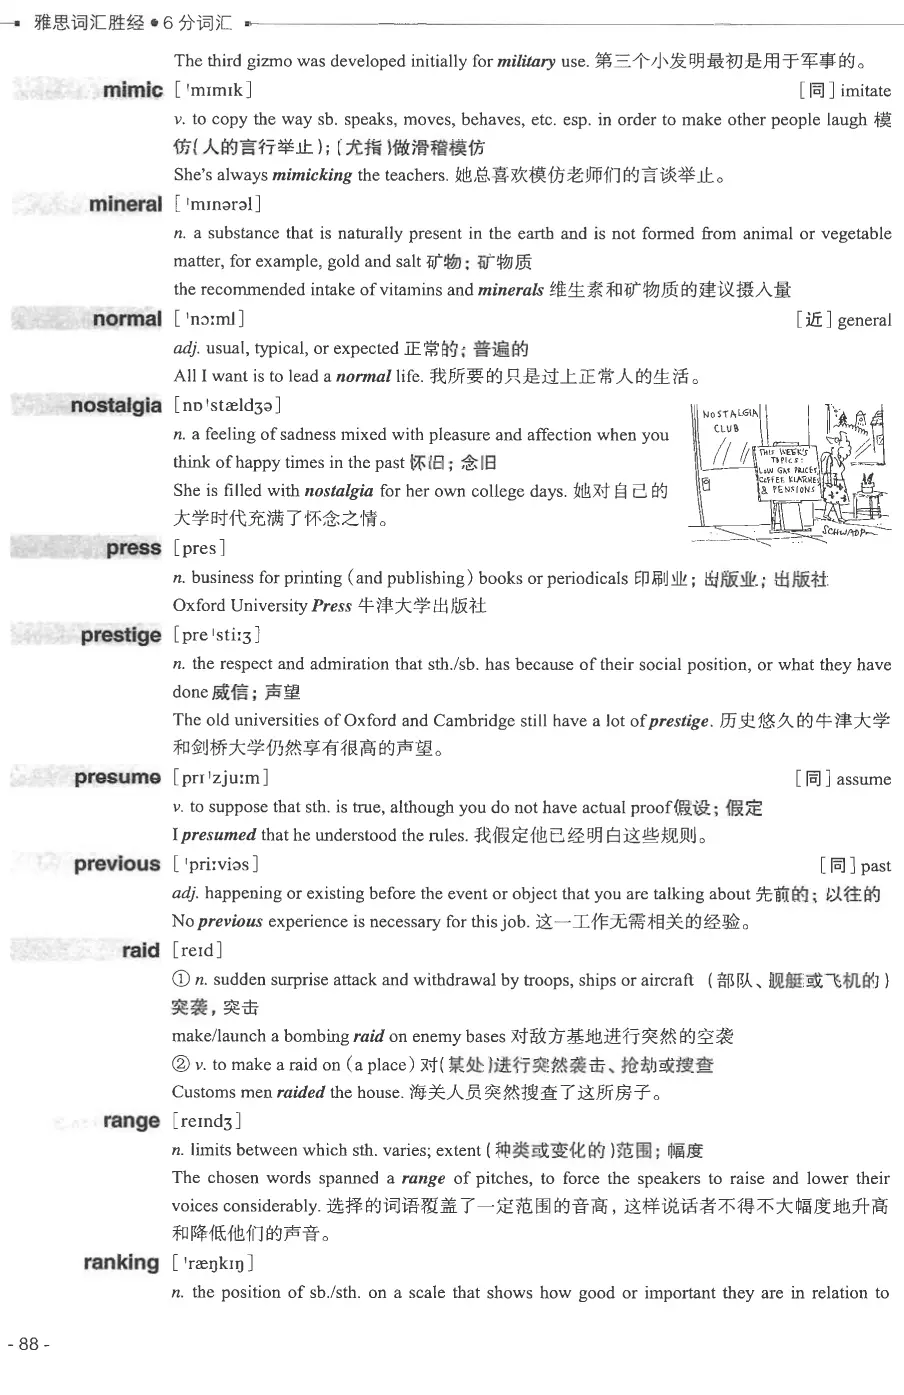 雅思词汇胜经•6分词汇
The third gizmo was developed initially for military use. 第三个小发明最初是用于军事的。
mimic [ˈmɪmɪk] [同] imitate
v. to copy the way sb. speaks, moves, behaves, etc. esp. in order to make other people laugh 模
仿(人的言行举止);(尤指)做滑稽模仿
She's always mimicking the teachers. 她总喜欢模仿老师们的言谈举止。
mineral [ˈmɪnərəl]
n. a substance that is naturally present in the earth and is not formed from animal or vegetable
matter, for example, gold and salt 矿物; 矿物质
the recommended intake of vitamins and minerals 维生素和矿物质的建议摄入量
normal [ˈnɔːml] [近] general
adj. usual, typical, or expected 正常的; 普遍的
All I want is to lead a normal life. 我所要的只是过上正常人的生活。
nostalgia [nɒˈstældʒə]
n. a feeling of sadness mixed with pleasure and affection when you
think of happy times in the past 怀旧; 念旧
She is filled with nostalgia for her own college days. 她对自己的
大学时代充满了怀念之情。
NOSTALGIA
CLUB
THIS WEEK'S
TOPICS:
LOW GAS PRICES
COFFEE KLATCHES
& PENSIONS
SCHWADRON
press [pres]
n. business for printing (and publishing) books or periodicals 印刷业; 出版业; 出版社
Oxford University Press 牛津大学出版社
prestige [preˈstiːʒ]
n. the respect and admiration that sth./sb. has because of their social position, or what they have
done 威信; 声望
The old universities of Oxford and Cambridge still have a lot of prestige. 历史悠久的牛津大学
和剑桥大学仍然享有很高的声望。
presume [prɪˈzjuːm] [同] assume
v. to suppose that sth. is true, although you do not have actual proof 假设; 假定
I presumed that he understood the rules. 我假定他已经明白这些规则。
previous [ˈpriːviəs] [同] past
adj. happening or existing before the event or object that you are talking about 先前的; 以往的
No previous experience is necessary for this job. 这一工作无需相关的经验。
raid [reɪd]
① n. sudden surprise attack and withdrawal by troops, ships or aircraft (部队、舰艇或飞机的)
突袭, 突击
make/launch a bombing raid on enemy bases 对敌方基地进行突然的空袭
② v. to make a raid on (a place) 对(某处)进行突然袭击、抢劫或搜查
Customs men raided the house. 海关人员突然搜查了这所房子。
range [reɪndʒ]
n. limits between which sth. varies; extent (种类或变化的)范围; 幅度
The chosen words spanned a range of pitches, to force the speakers to raise and lower their
voices considerably. 选择的词语覆盖了一定范围的音高, 这样说话者不得不大幅度地升高
和降低他们的声音。
ranking [ˈræŋkɪŋ]
n. the position of sb./sth. on a scale that shows how good or important they are in relation to
- 88 -